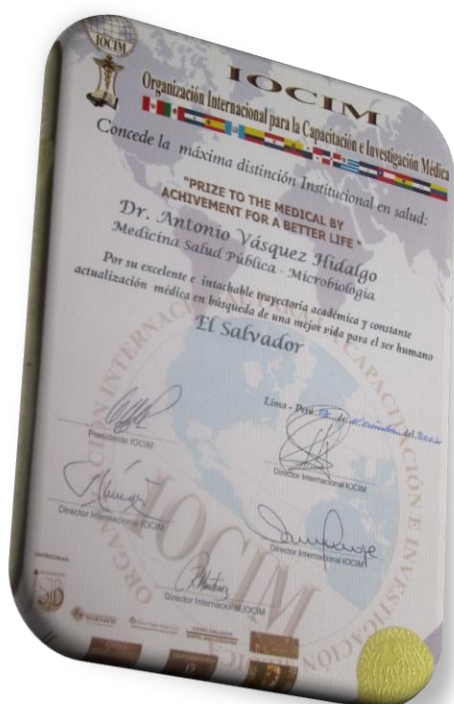 IOCIM
IOCIM
Organización Internacional para la Capacitación e Investigación Médica
Concede la máxima distinción Institucional en salud:
"PRIZE TO THE MEDICAL BY
ACHIVEMENT FOR A BETTER LIFE"
Dr. Antonio Vásquez Hidalgo
Medicina Salud Pública - Microbiología
Por su excelente e intachable trayectoria académica y constante
actualización médica en búsqueda de una mejor vida para el ser humano
El Salvador
Lima - Perú, de del
Presidente IOCIM
Director Internacional IOCIM
Director Internacional IOCIM
Director Internacional IOCIM
Director Internacional IOCIM
IOCIM